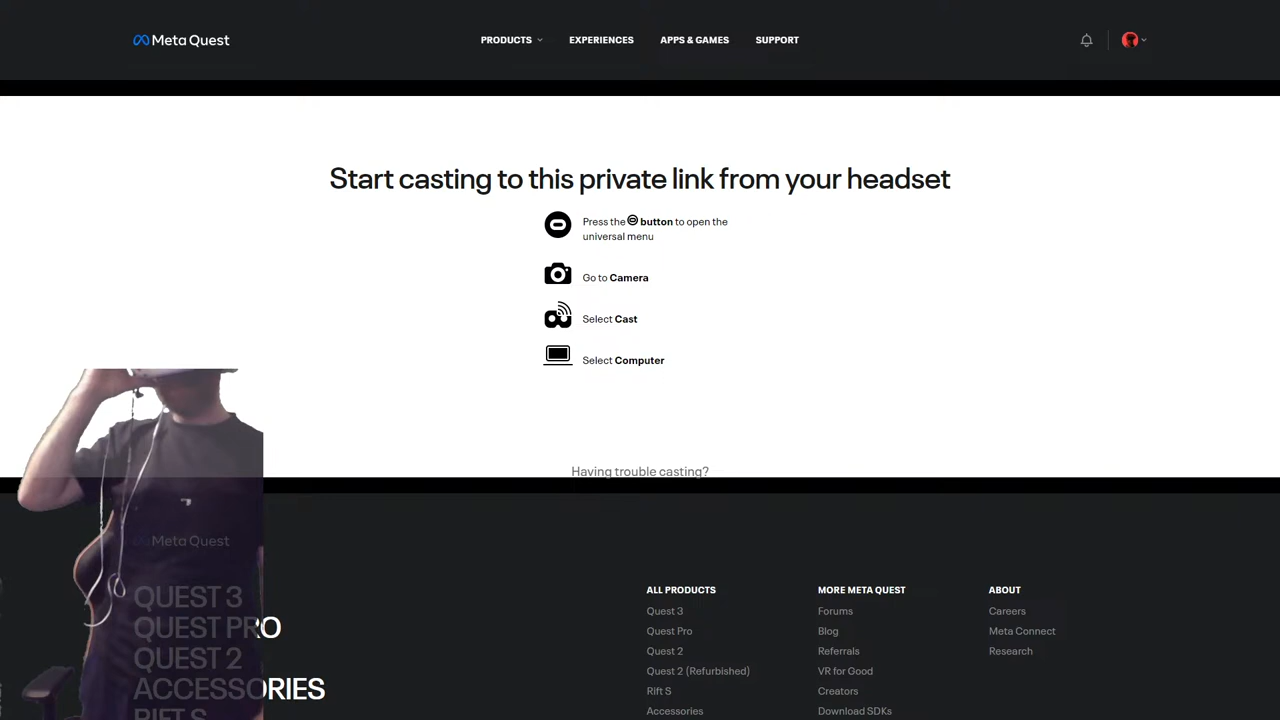 Meta Quest
PRODUCTS
EXPERIENCES
APPS & GAMES
SUPPORT
Start casting to this private link from your headset
Press the button to open the
universal menu
Go to Camera
Select Cast
Select Computer
Having trouble casting?
Meta Quest
QUEST 3
QUEST PRO
QUEST 2
ACCESSORIES
RIFT S
ALL PRODUCTS
Quest 3
Quest Pro
Quest 2
Quest 2 (Refurbished)
Rift S
Accessories
MORE META QUEST
Forums
Blog
Referrals
VR for Good
Creators
Download SDKs
ABOUT
Careers
Meta Connect
Research